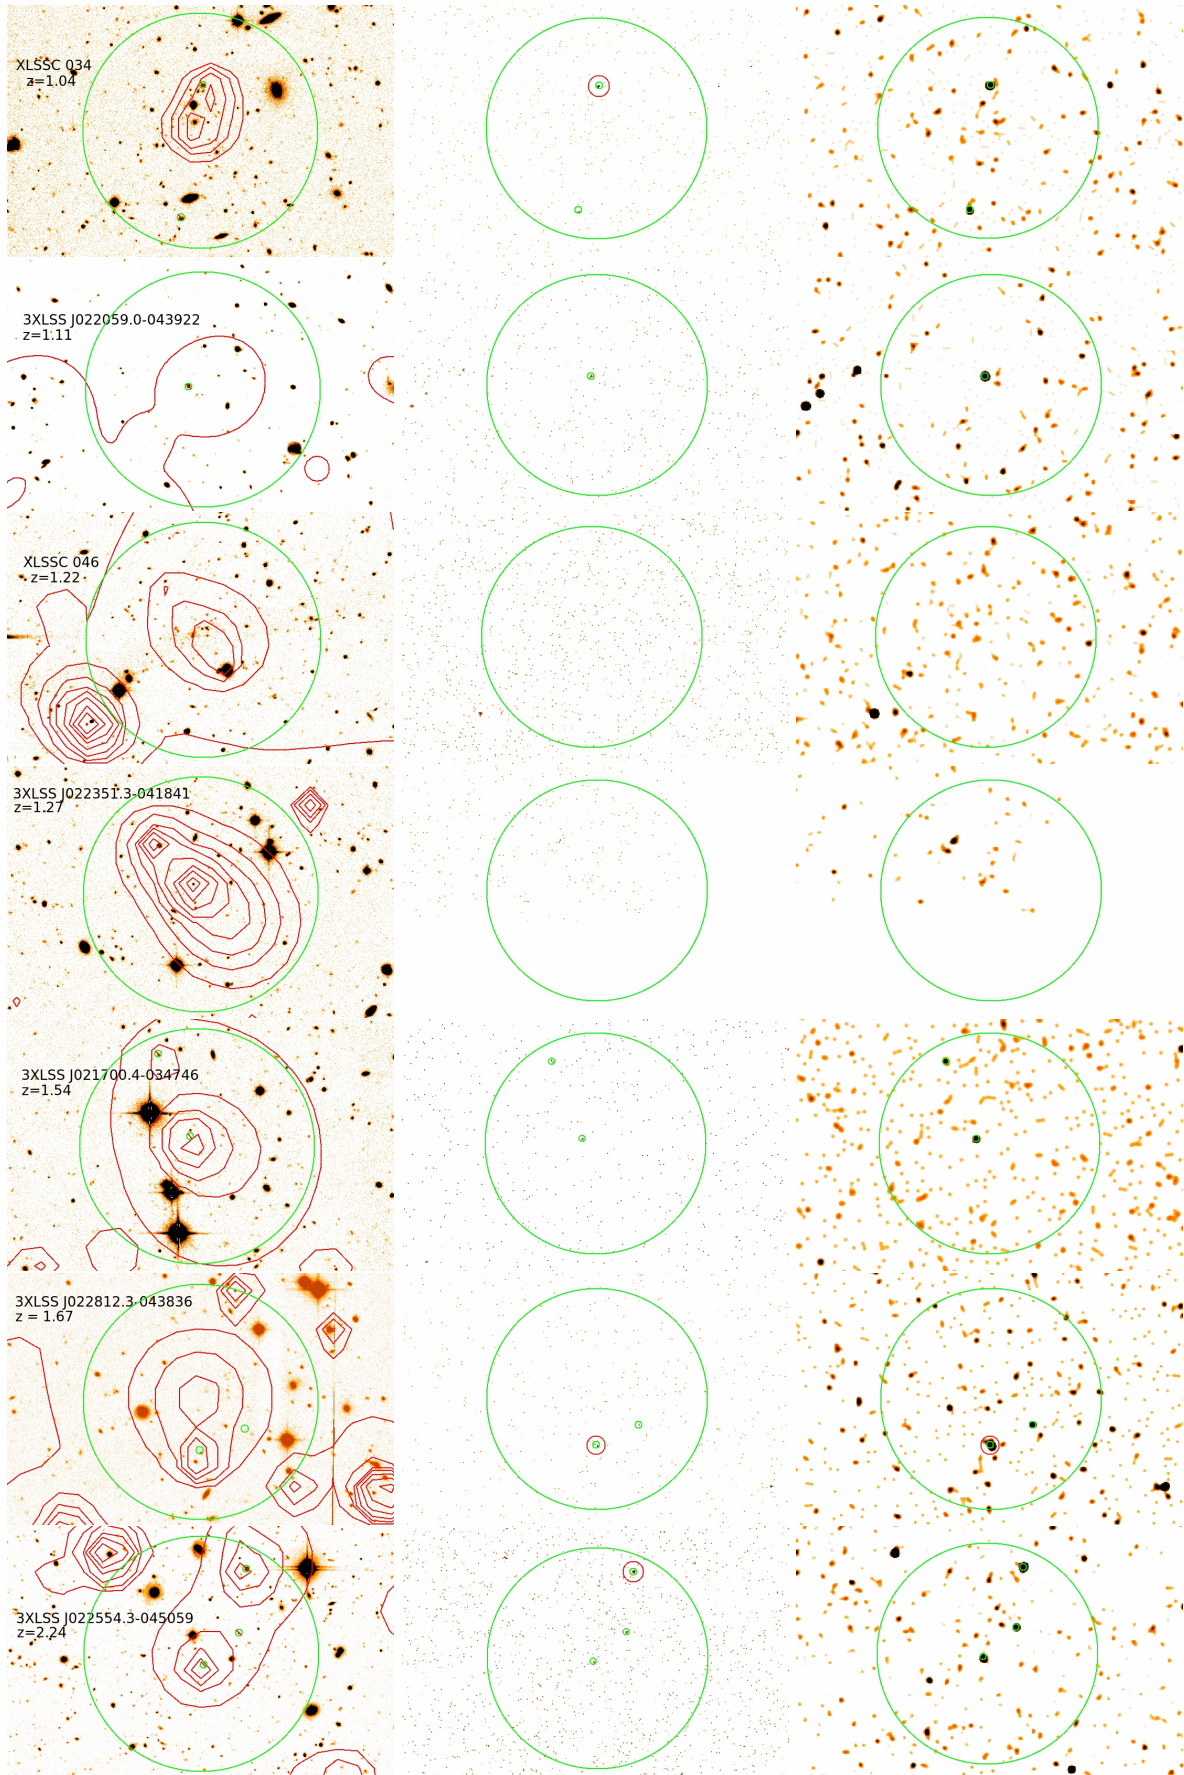 XLSSC 034
z=1.04
3XLSS J022059.0-043922
z=1.11
XLSSC 046
z=1.22
3XLSS J022351.3-041841
z=1.27
3XLSS J021700.4-034746
z=1.54
3XLSS J022812.3-043836
z = 1.67
3XLSS J022554.3-045059
z=2.24